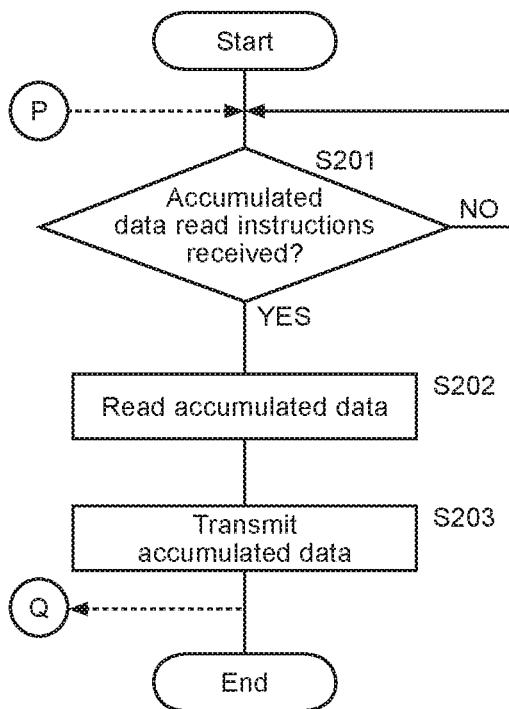 Start
P
S201
Accumulated
data read instructions
received?
NO
YES
Read accumulated data
S202
Transmit
accumulated data
S203
Q
End